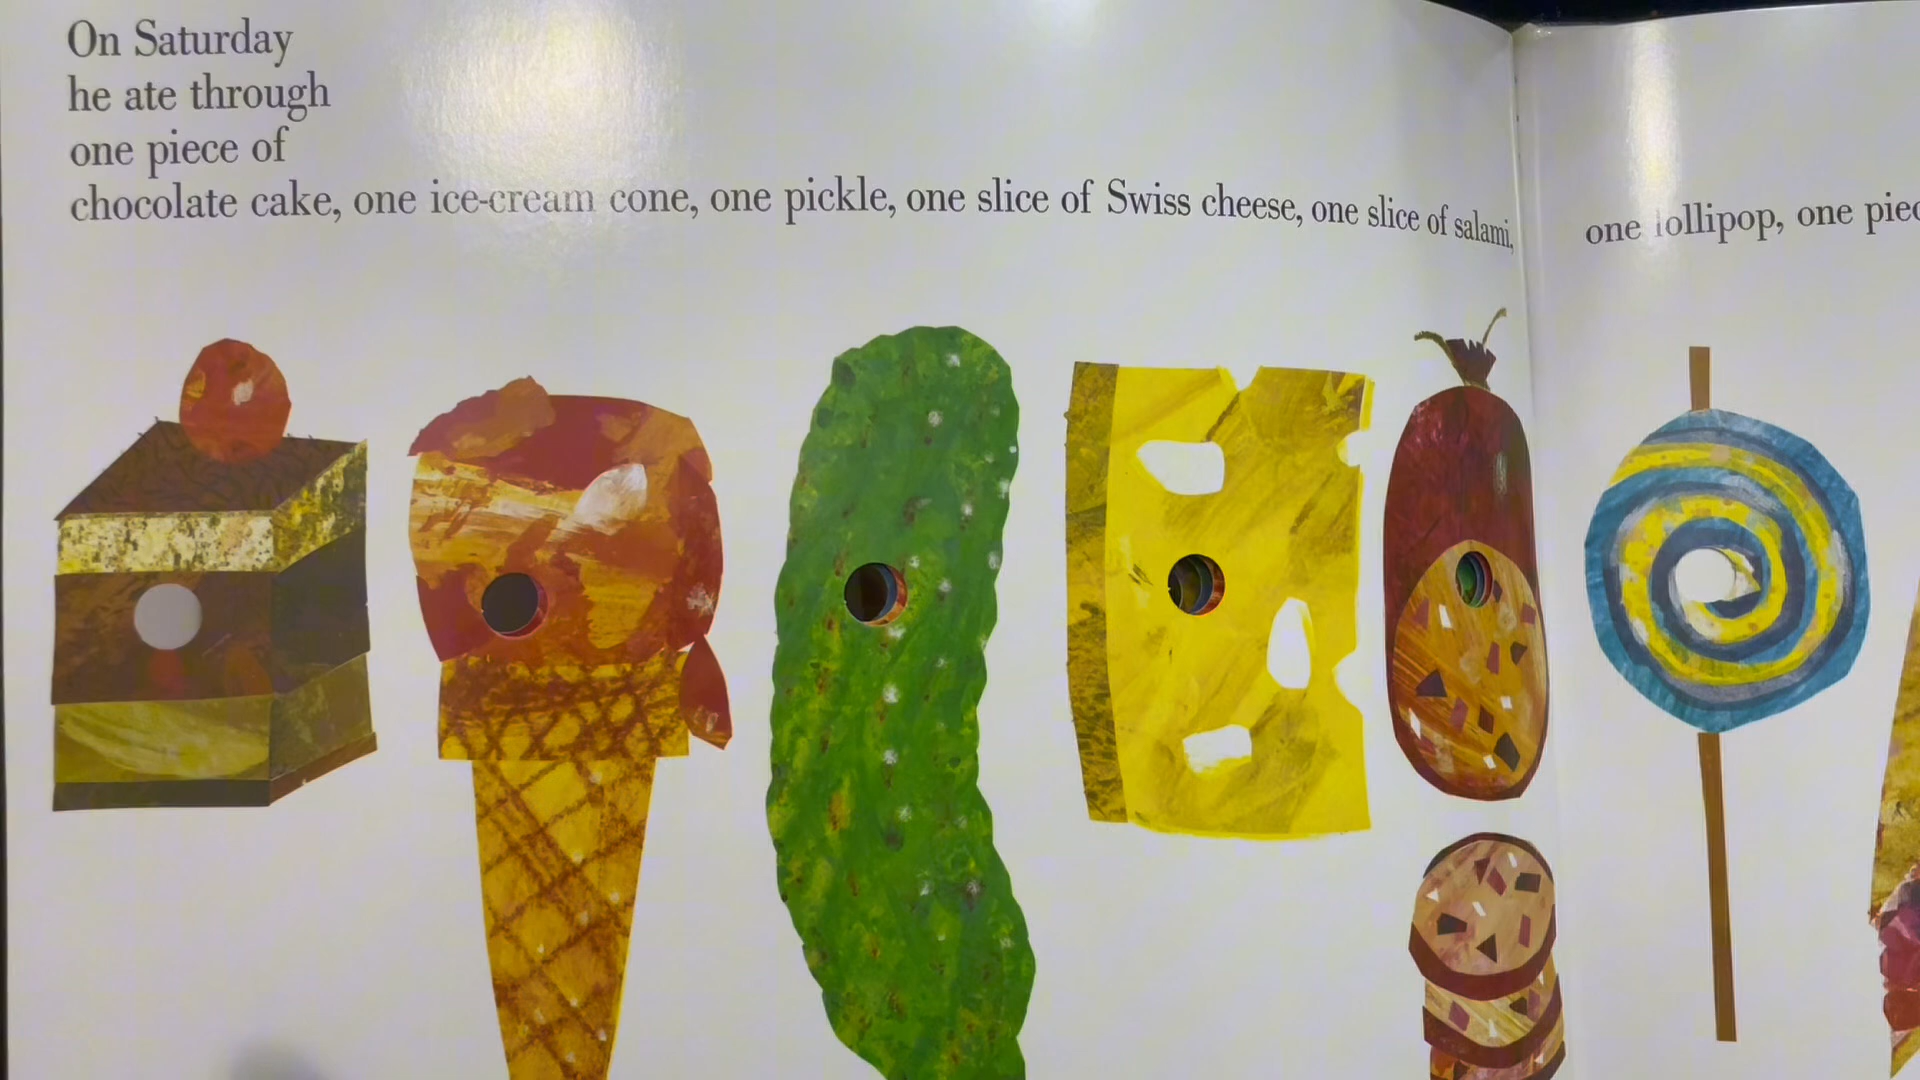 On Saturday
he ate through
one piece of
chocolate cake, one ice-cream cone, one pickle, one slice of Swiss cheese, one slice of salami,
one lollipop, one